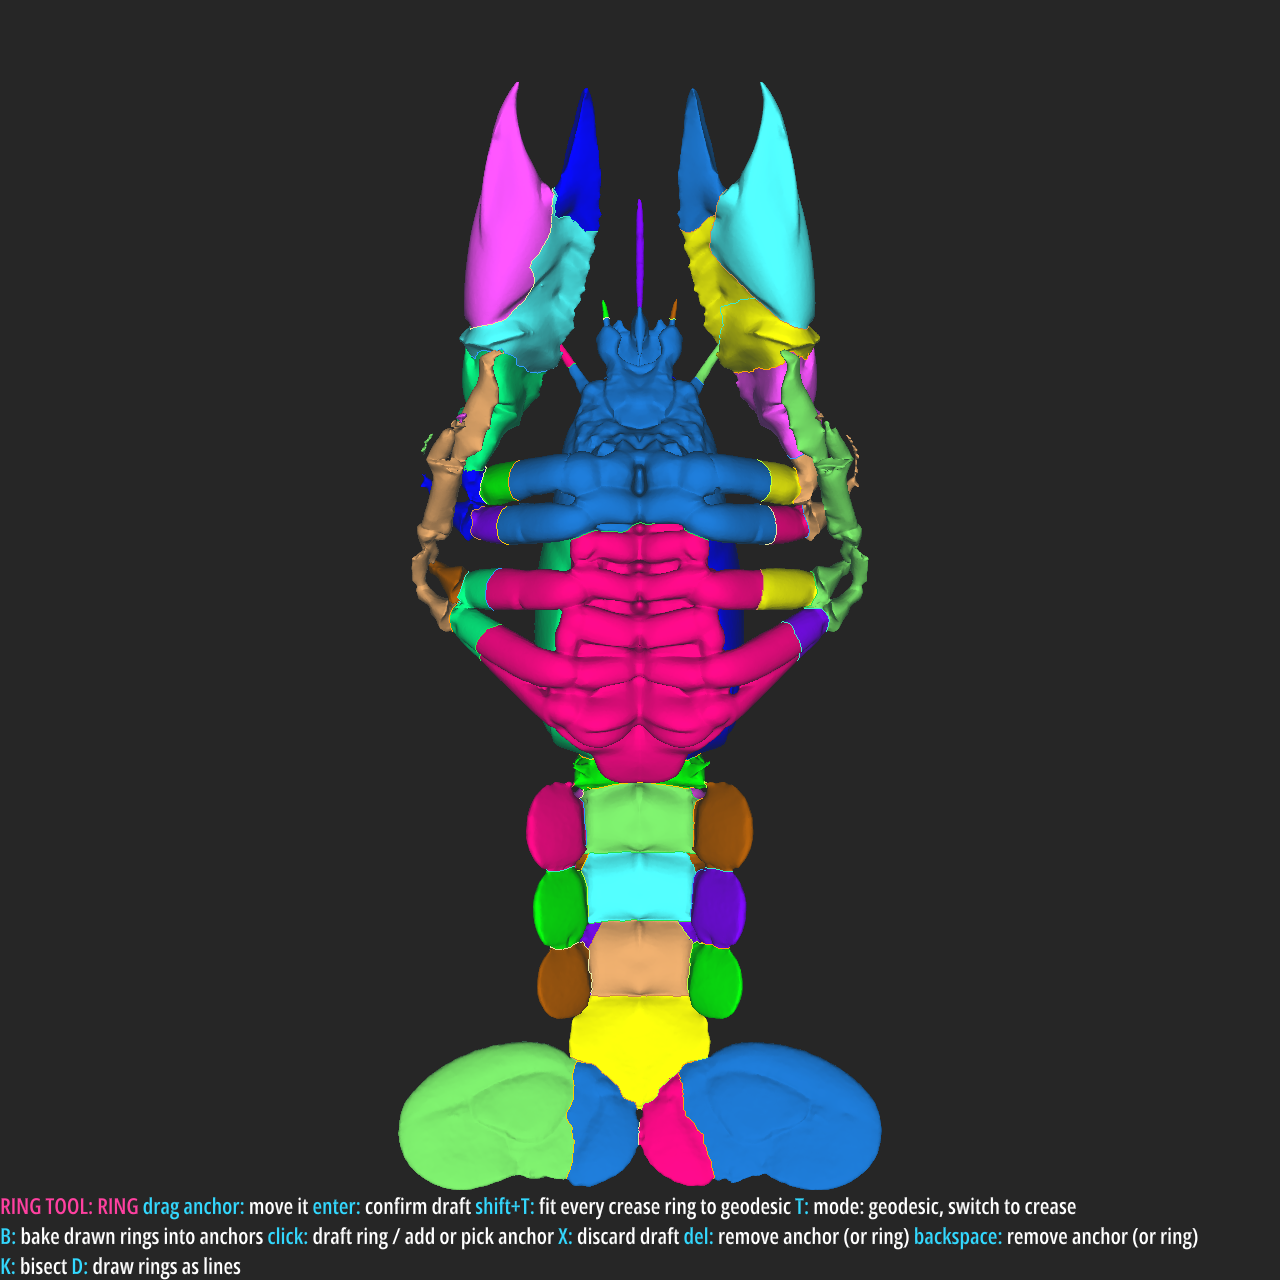 RING TOOL: RING drag anchor: move it enter: confirm draft shift+T: fit every crease ring to geodesic T: mode: geodesic, switch to crease
B: bake drawn rings into anchors click: draft ring / add or pick anchor X: discard draft del: remove anchor (or ring) backspace: remove anchor (or ring)
K: bisect D: draw rings as lines